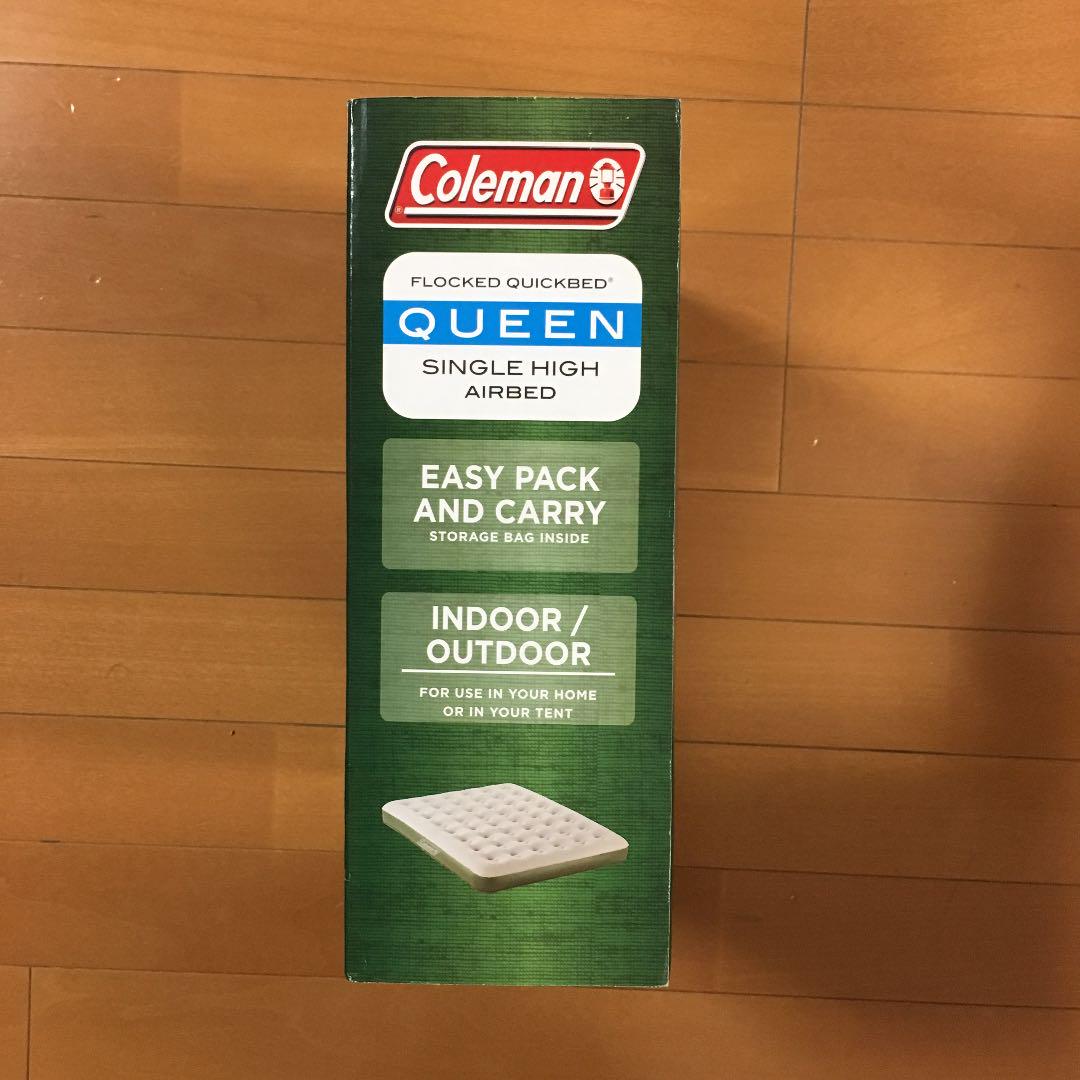 Coleman
®
FLOCKED QUICKBED®
QUEEN
SINGLE HIGH
AIRBED
EASY PACK
AND CARRY
STORAGE BAG INSIDE
INDOOR /
OUTDOOR
FOR USE IN YOUR HOME
OR IN YOUR TENT